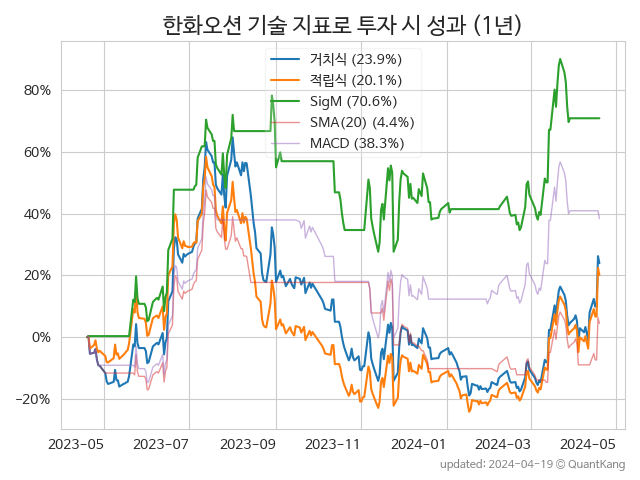 한화오션 기술 지표로 투자 시 성과 (1년)
거치식 (23.9%)
적립식 (20.1%)
SigM (70.6%)
SMA(20) (4.4%)
MACD (38.3%)
80%
60%
40%
20%
0%
−20%
2023-05 2023-07 2023-09 2023-11 2024-01 2024-03 2024-05
updated: 2024-04-19 © QuantKang